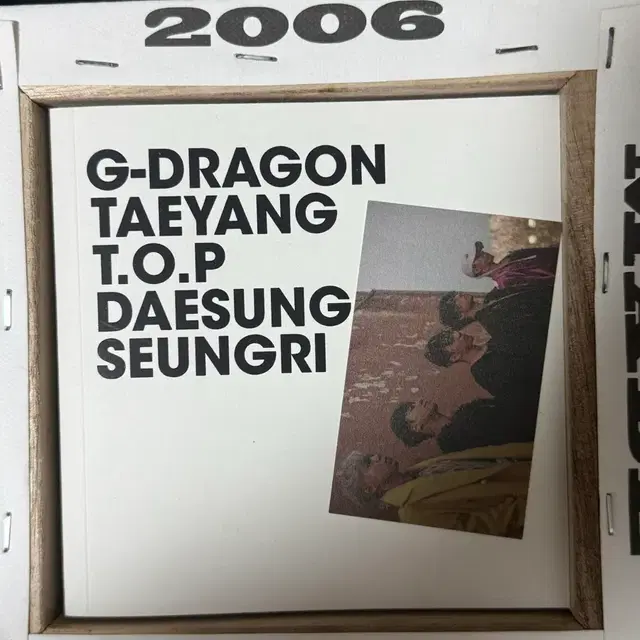 2006
G-DRAGON
TAEYANG
T.O.P
DAESUNG
SEUNGRI